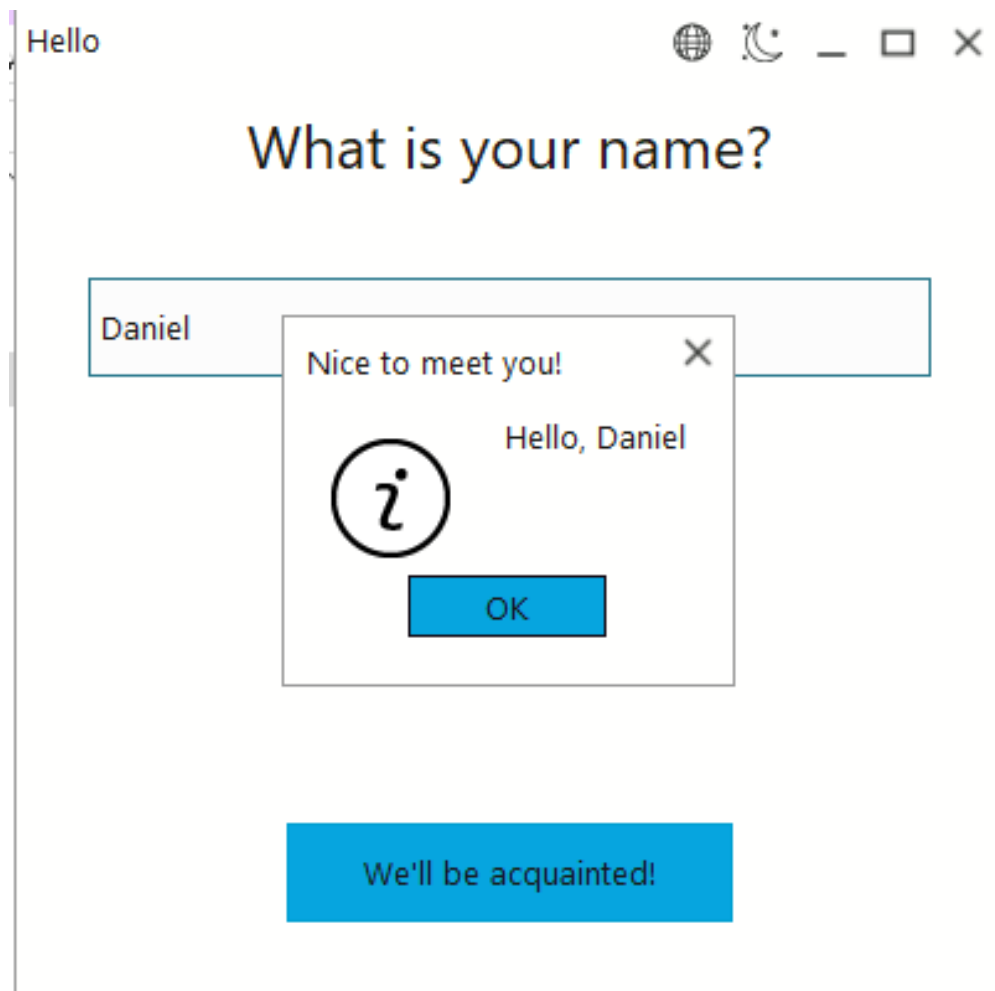 Hello
What is your name?
Daniel
Nice to meet you!
Hello, Daniel
OK
We'll be acquainted!